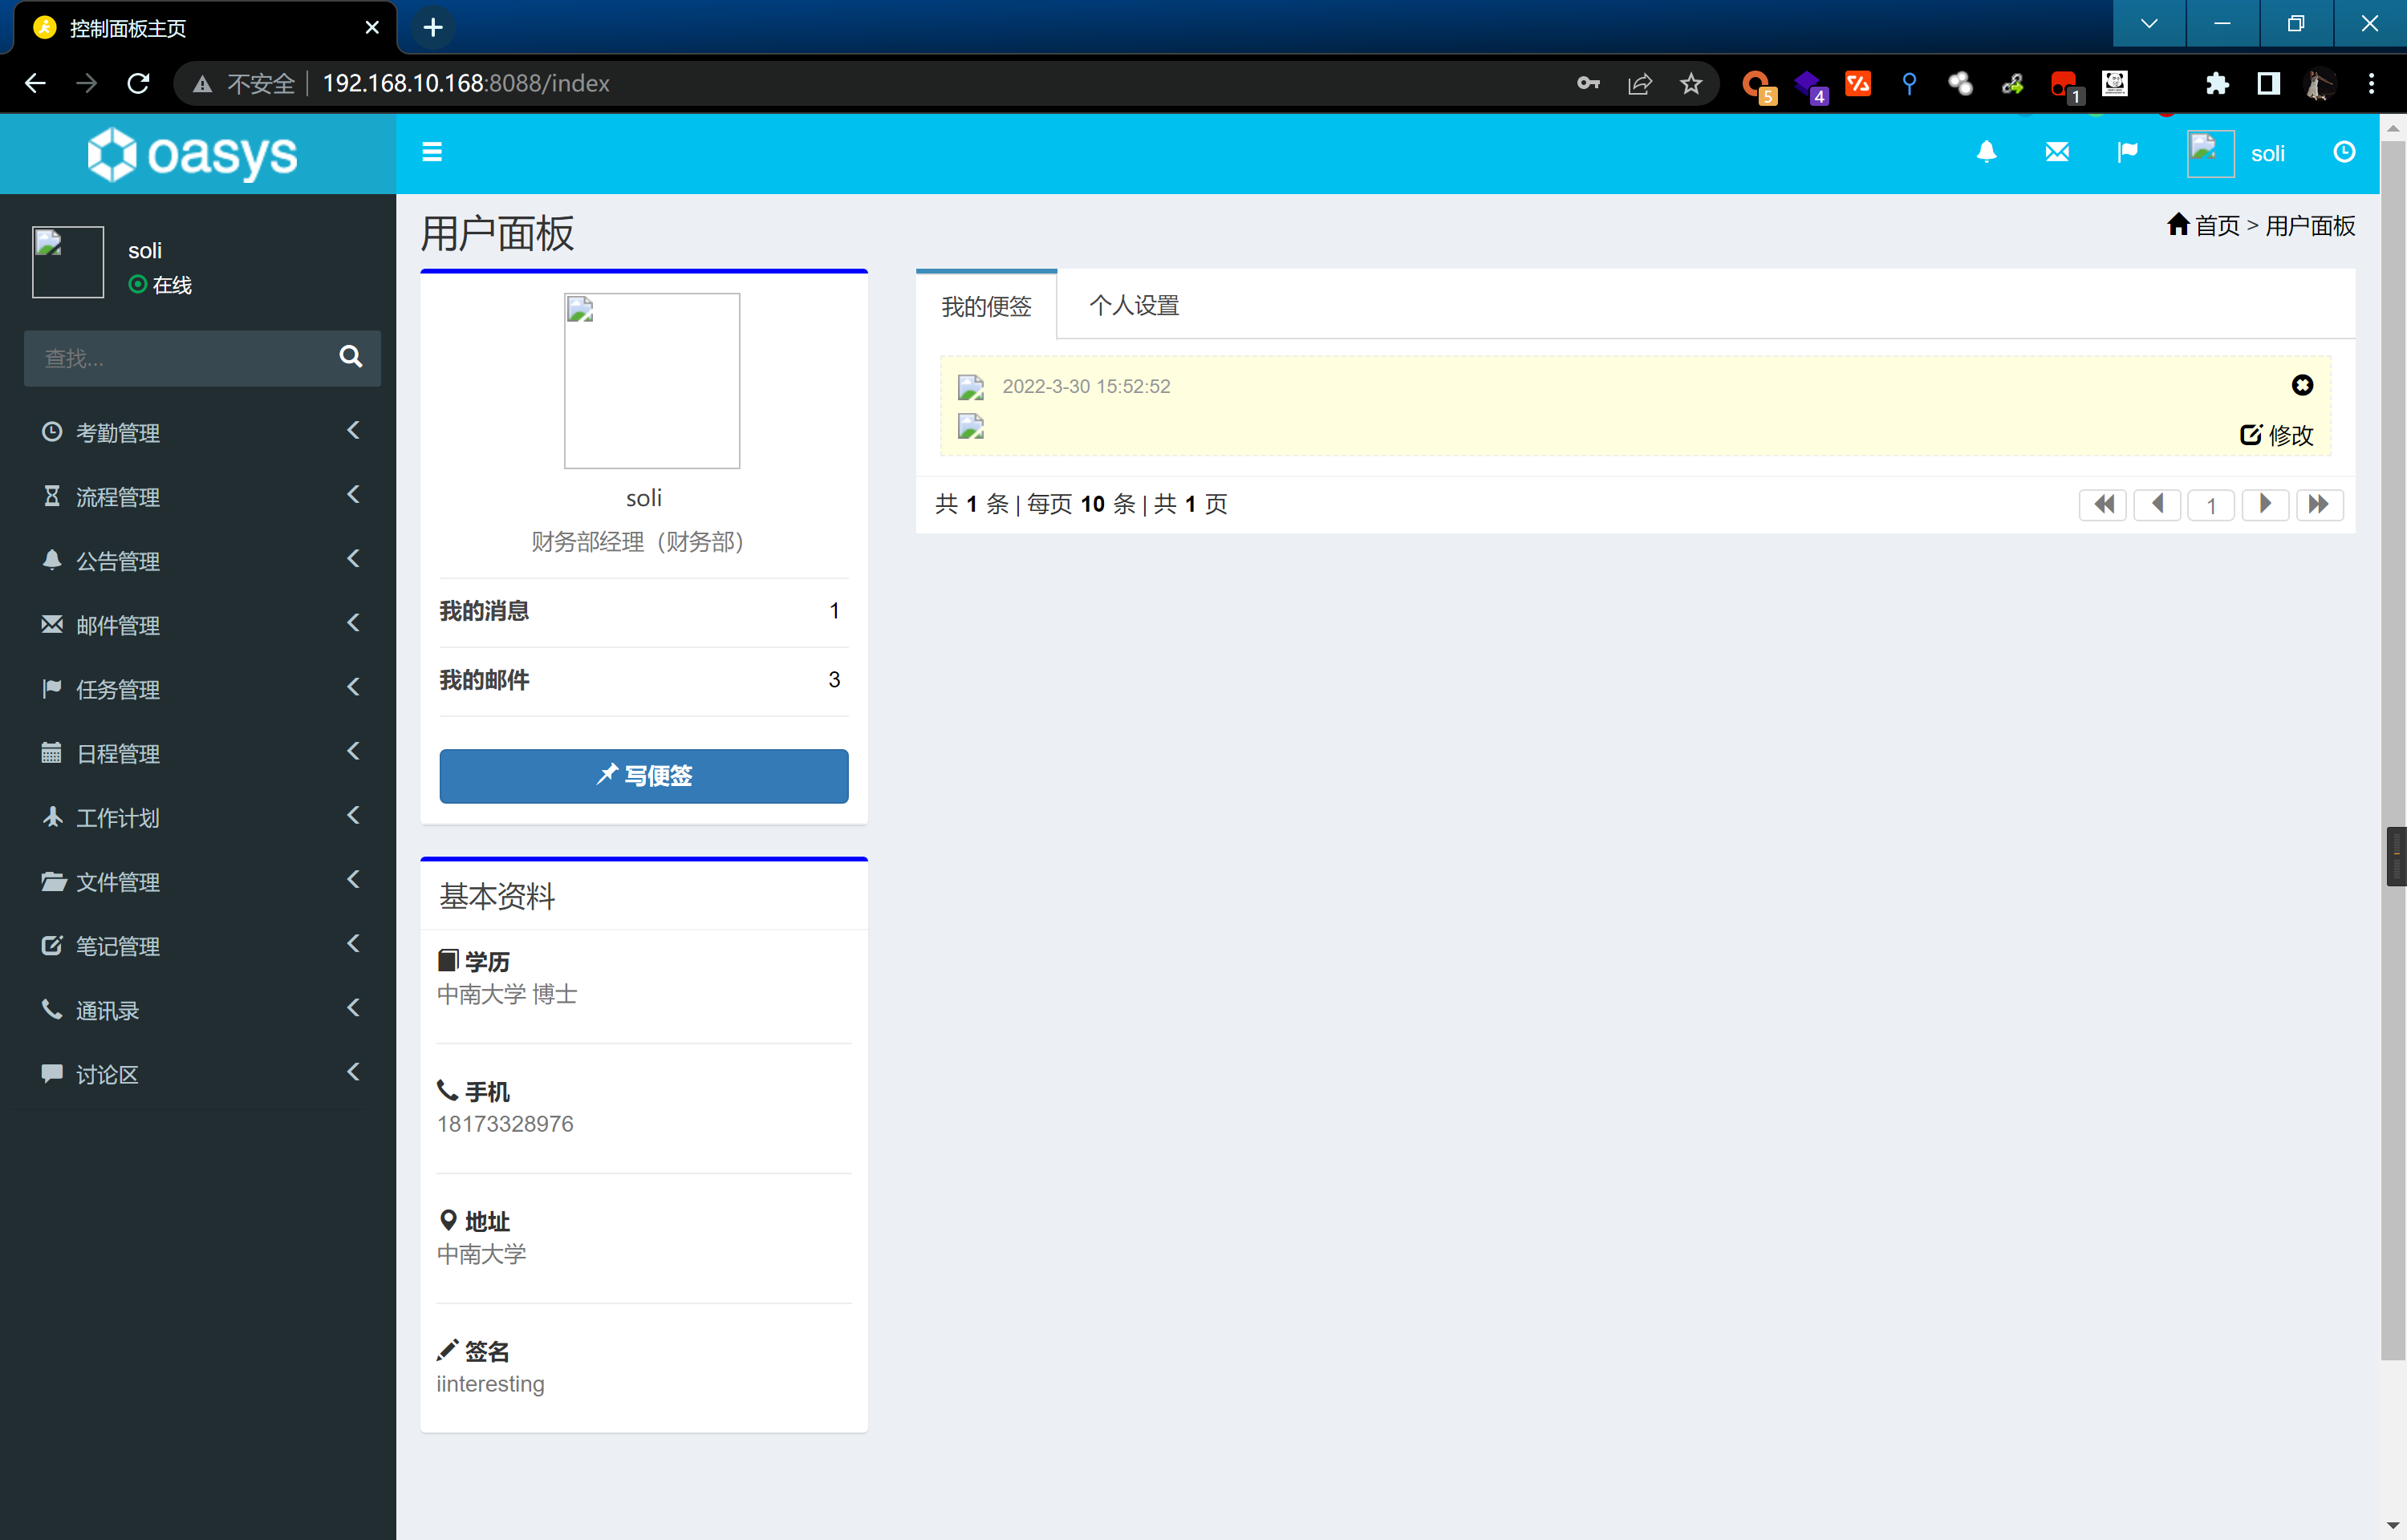 控制面板主页
不安全 192.168.10.168:8088/index
5 4 1
oasys
soli
soli
在线
查找...
考勤管理
流程管理
公告管理
邮件管理
任务管理
日程管理
工作计划
文件管理
笔记管理
通讯录
讨论区
用户面板
首页 > 用户面板
soli
财务部经理（财务部）
我的消息 1
我的邮件 3
写便签
基本资料
学历
中南大学 博士
手机
18173328976
地址
中南大学
签名
iinteresting
我的便签 个人设置
2022-3-30 15:52:52
修改
共 1 条 | 每页 10 条 | 共 1 页
1